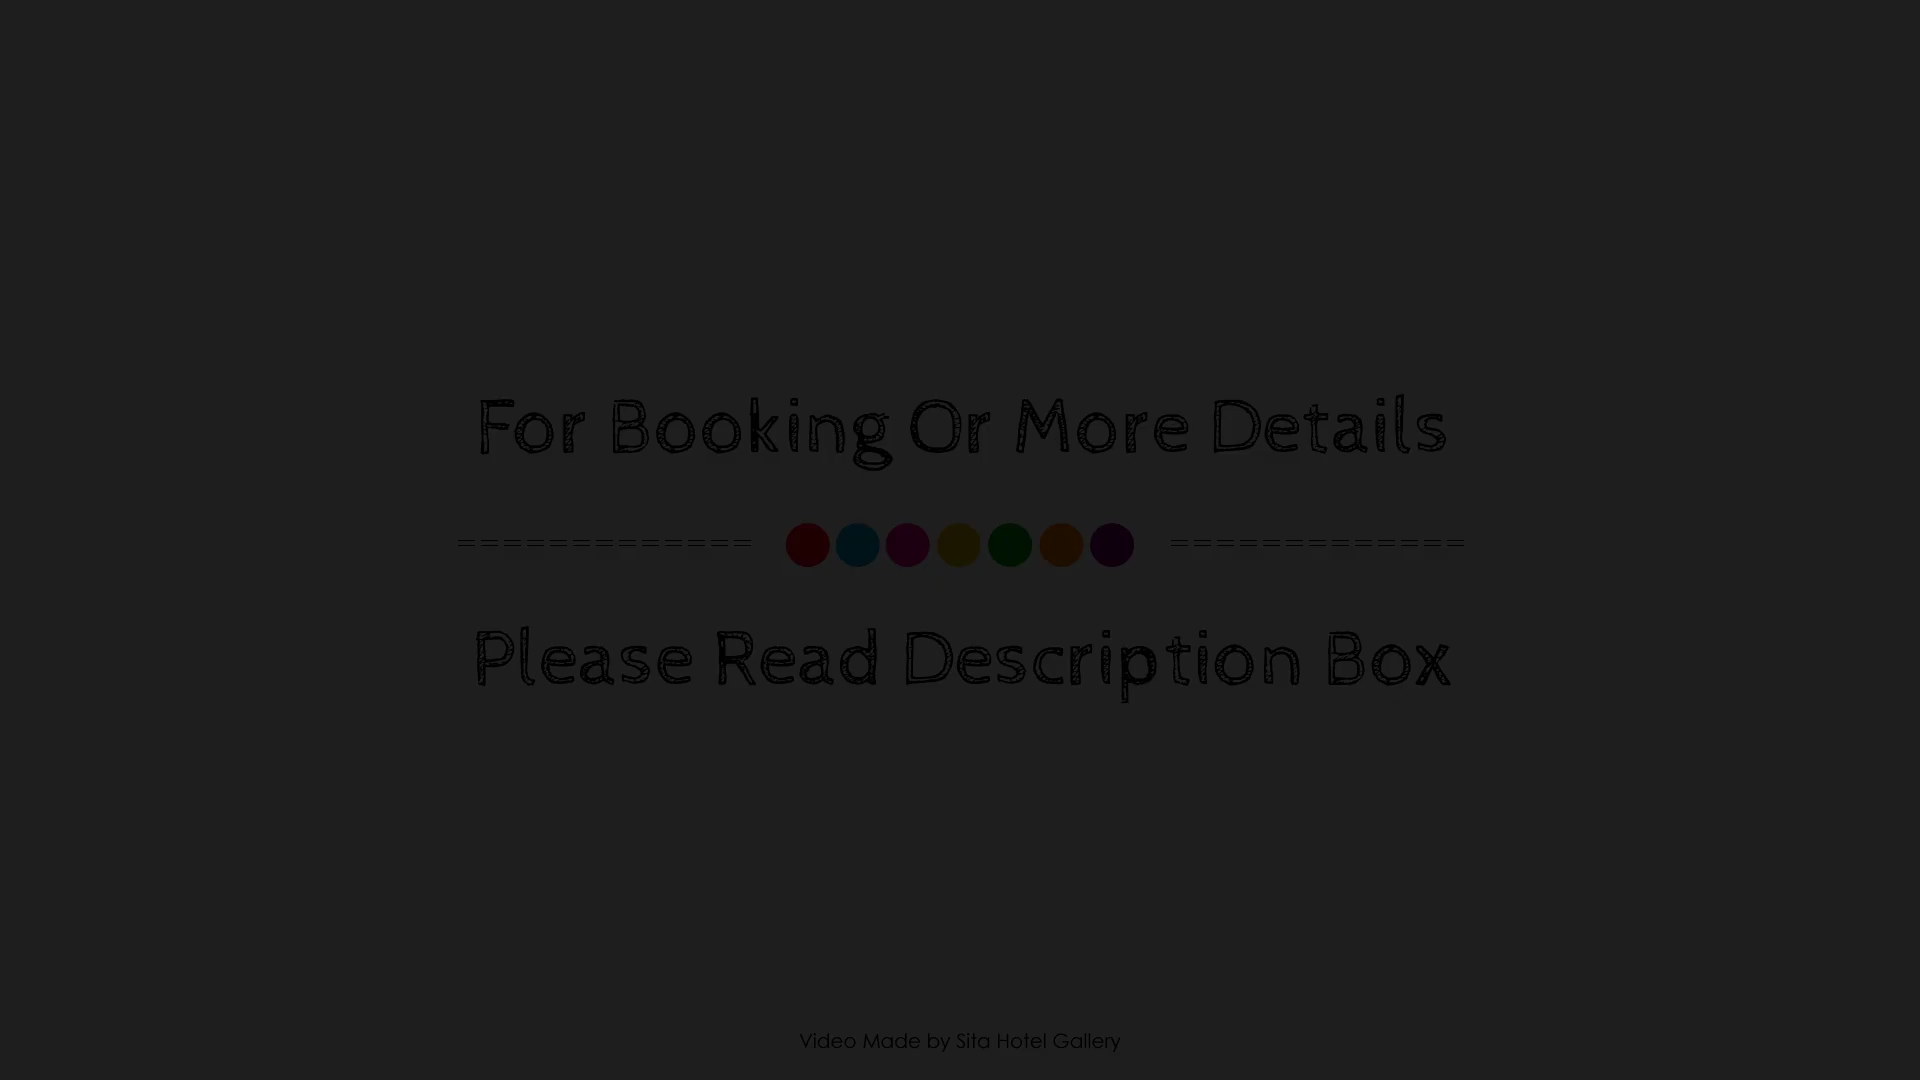 For Booking Or More Details
============= =============
Please Read Description Box
Video Made by Sita Hotel Gallery